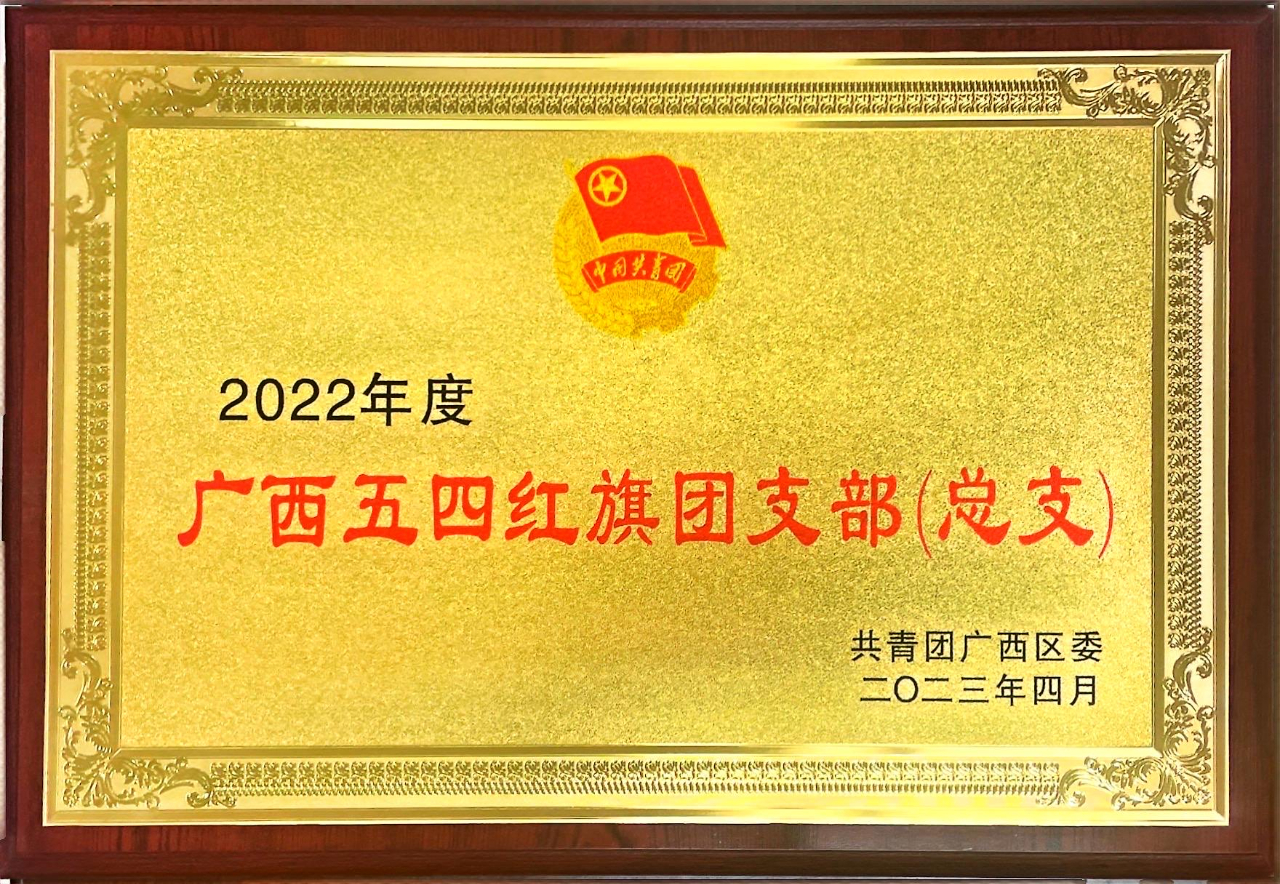 中国共青团
2022年度
广西五四红旗团支部(总支)
共青团广西区委
二〇二三年四月